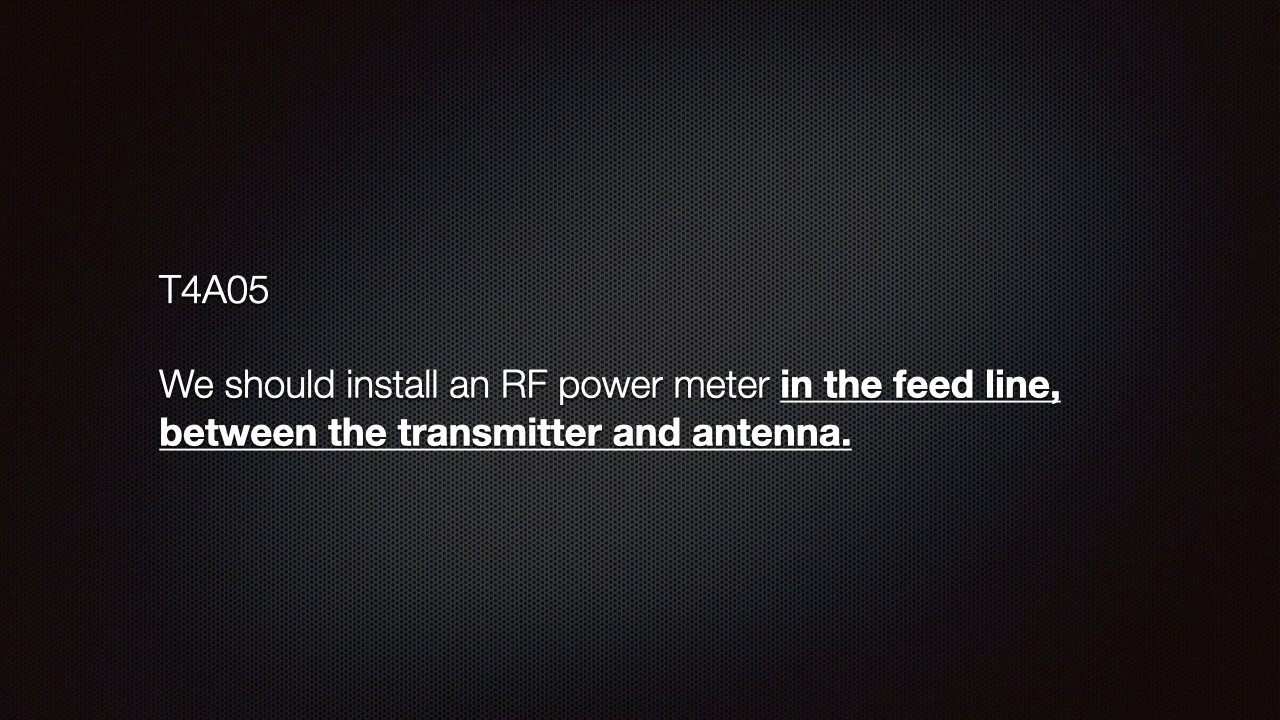 T4A05
We should install an RF power meter in the feed line,
between the transmitter and antenna.